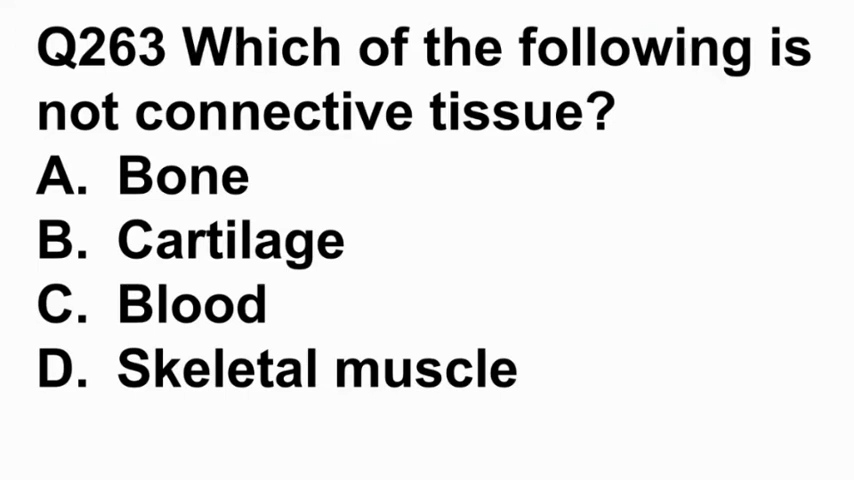 Q263 Which of the following is
not connective tissue?
A. Bone
B. Cartilage
C. Blood
D. Skeletal muscle